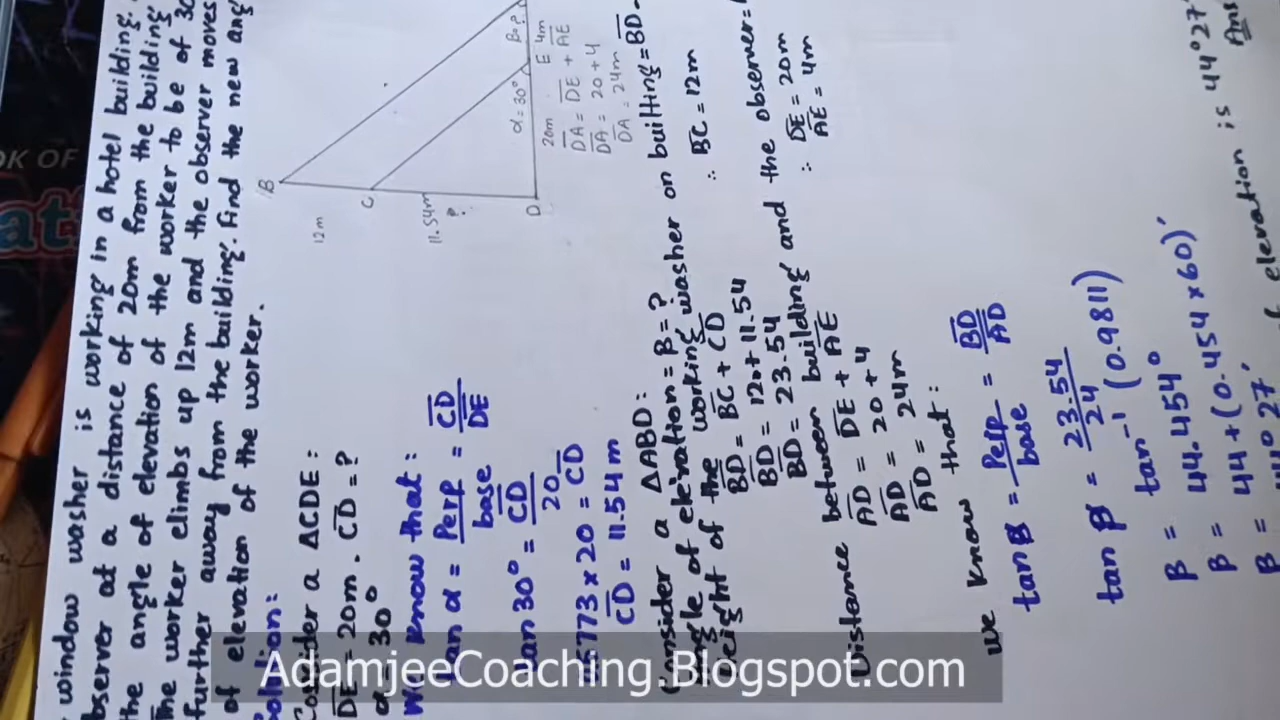 window washer is working in a hotel building.
bserver at a distance of 20m from the building
the angle of elevation of the worker to be of 30
The worker climbs up 12m and the observer moves
further away from the building. Find the new ang
of elevation of the worker.
Solution:
Cosider a ΔCDE:
DE = 20m. CD = ?
α = 30°
We know that:
tan α = Perp / base = CD / DE
tan 30° = CD / 20
0.5773 × 20 = CD
CD = 11.54 m
B
12m
C
11.54m
?
D
α = 30°
20m
E
4m
B=?
DA = DE + AE
DA = 20 + 4
DA = 24m
Consider a ΔABD:
Angle of elevation = B = ?
Height of the working washer on builting = BD
BD = BC + CD
∴ BC = 12m
BD = 12 + 11.54
BD = 23.54
Distance between building and the observer =
AD = DE + AE
∴ DE = 20m
AE = 4m
AD = 20 + 4
AD = 24m
We know that:
tan β = Perp / base = BD / AD
tan β = 23.54 / 24
β = tan⁻¹ (0.9811)
β = 44.454°
β = 44 + (0.454 × 60)'
β = 44° 27'
of elevation is 44° 27'
Ans
OK OF
AdamjeeCoaching.Blogspot.com